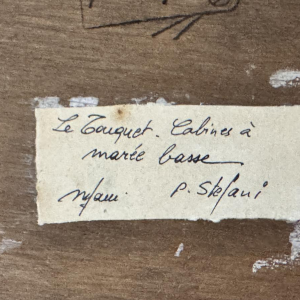 Le Touquet. Cabines à
marée basse
P. Stefani